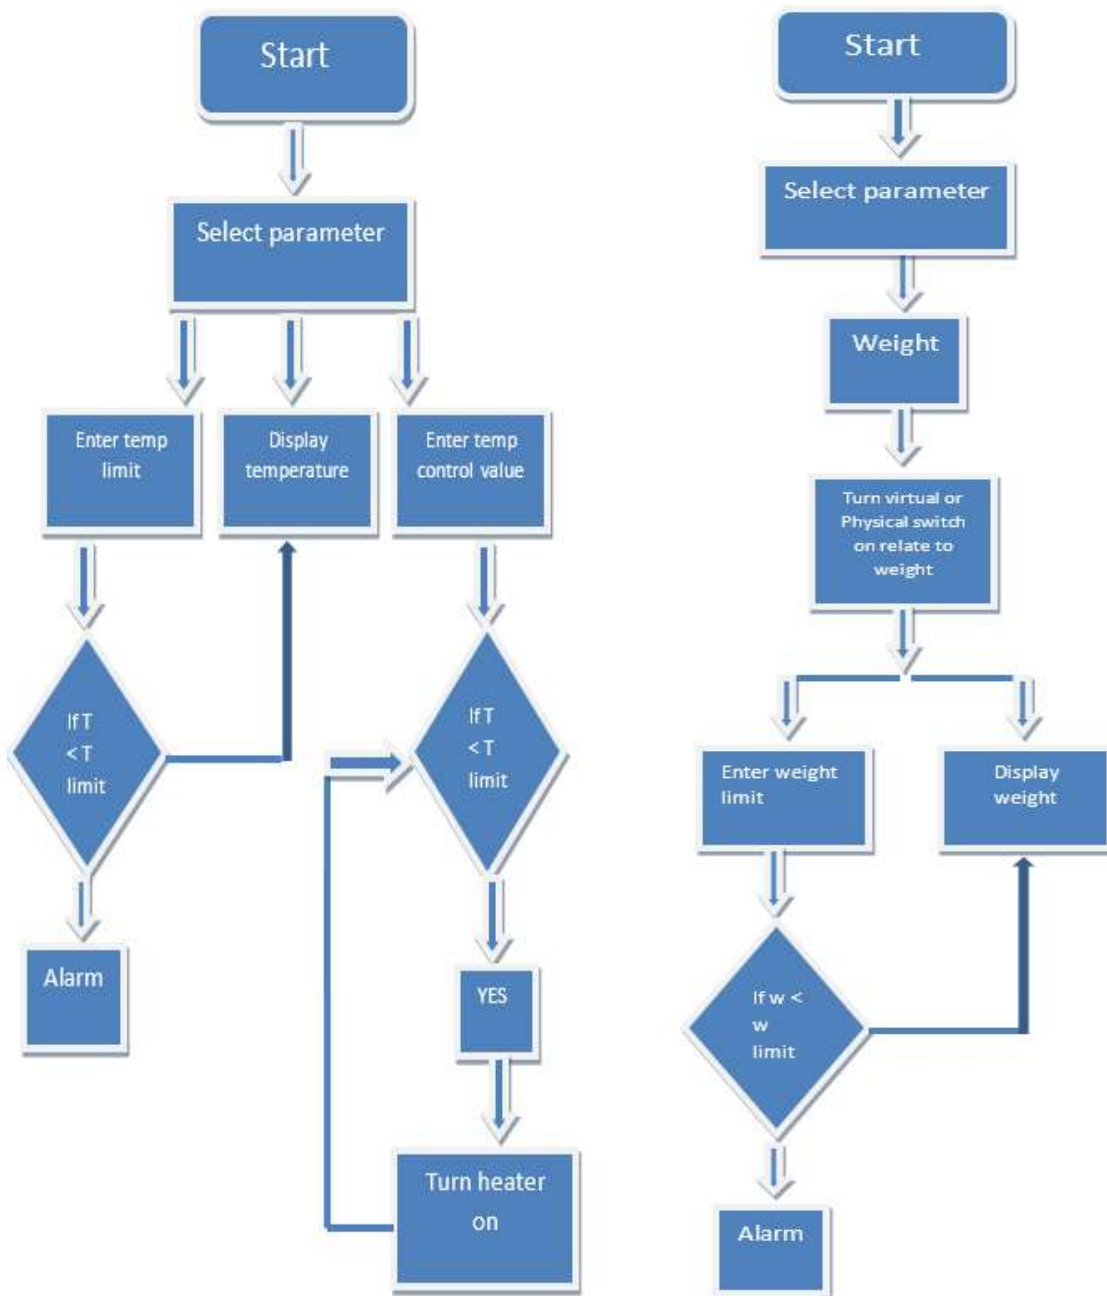 Start
Select parameter
Enter temp
limit
Display
temperature
Enter temp
control value
If T
< T
limit
If T
< T
limit
Alarm
YES
Turn heater
on
Start
Select parameter
Weight
Turn virtual or
Physical switch
on relate to
weight
Enter weight
limit
Display
weight
If w <
w
limit
Alarm